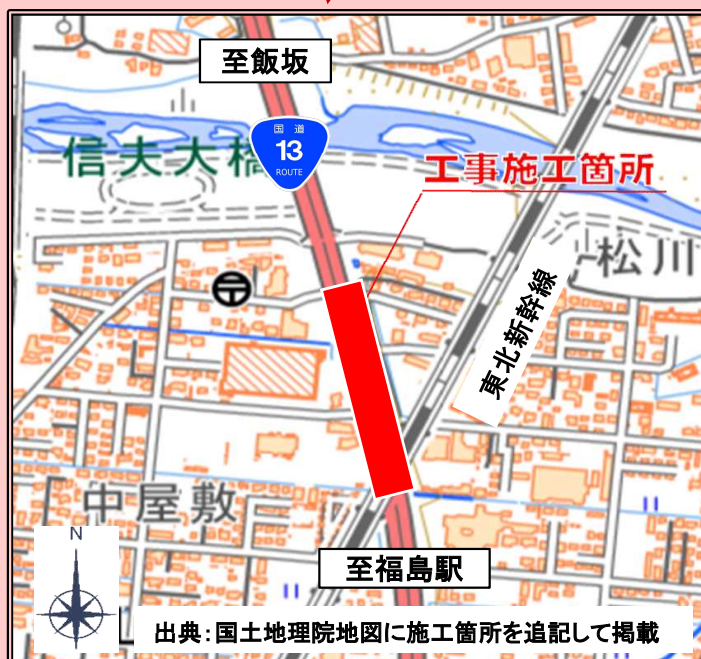 至飯坂
国道
13
ROUTE
信夫大橋
工事施工箇所
松川
東北新幹線
中屋敷
N
至福島駅
出典:国土地理院地図に施工箇所を追記して掲載